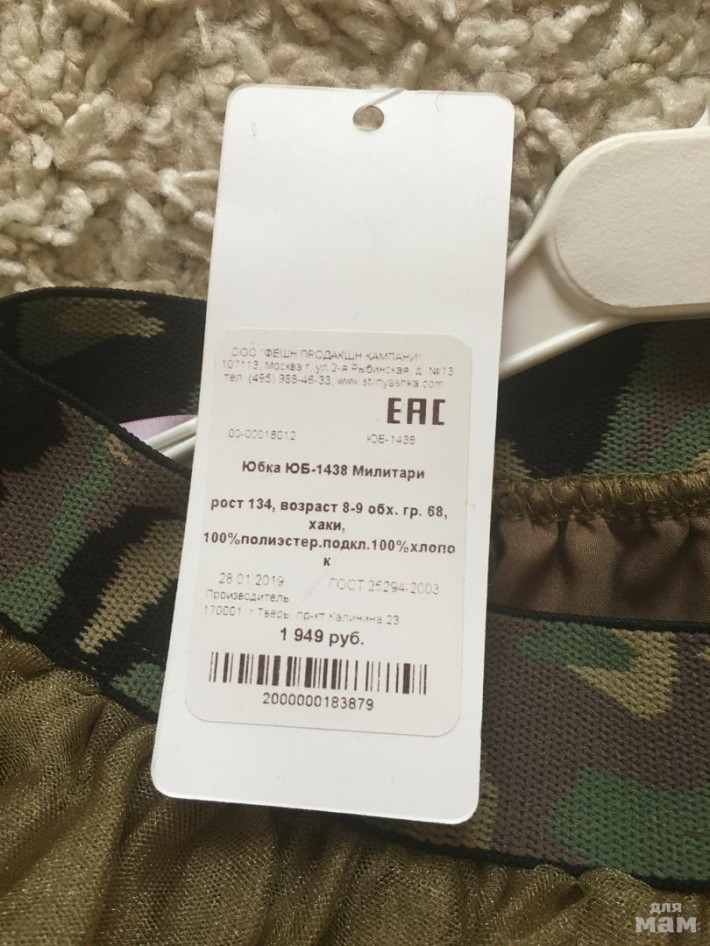 ООО "ФЕШН ПРОДАКШН КАМПАНИ"
107113, Москва г, ул.2-я Рыбинская, д. №13
тел. (495) 988-46-33, www.stilnyashka.com
ЕАС
00-00018012 ЮБ-1438
Юбка ЮБ-1438 Милитари
рост 134, возраст 8-9 обх. гр. 68,
хаки,
100%полиэстер.подкл.100%хлопо
к
28.01.2019 ГОСТ 25294-2003
Производитель:
170001, г.Тверь, пр-кт Калинина 23
1 949 руб.
2000000183879
для
мам